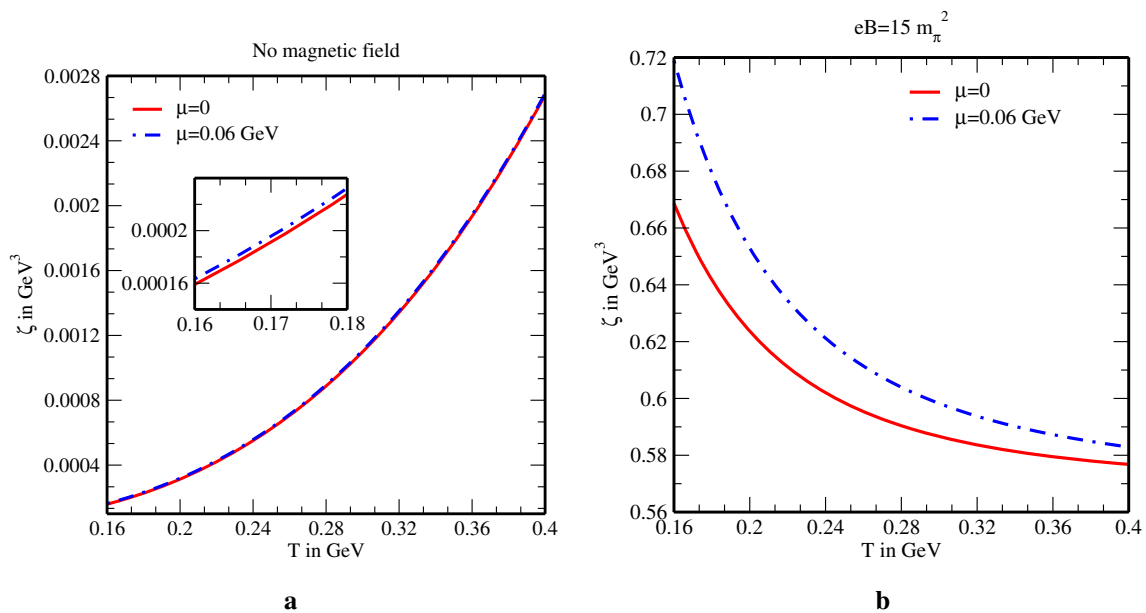 No magnetic field
0.0028
0.0024
0.002
0.0016
0.0012
0.0008
0.0004
ζ in GeV³
μ=0
μ=0.06 GeV
0.0002
0.00016
0.16 0.17 0.18
0.16 0.2 0.24 0.28 0.32 0.36 0.4
T in GeV
a
eB=15 m_π²
0.72
0.7
0.68
0.66
0.64
0.62
0.6
0.58
0.56
ζ in GeV³
μ=0
μ=0.06 GeV
0.16 0.2 0.24 0.28 0.32 0.36 0.4
T in GeV
b